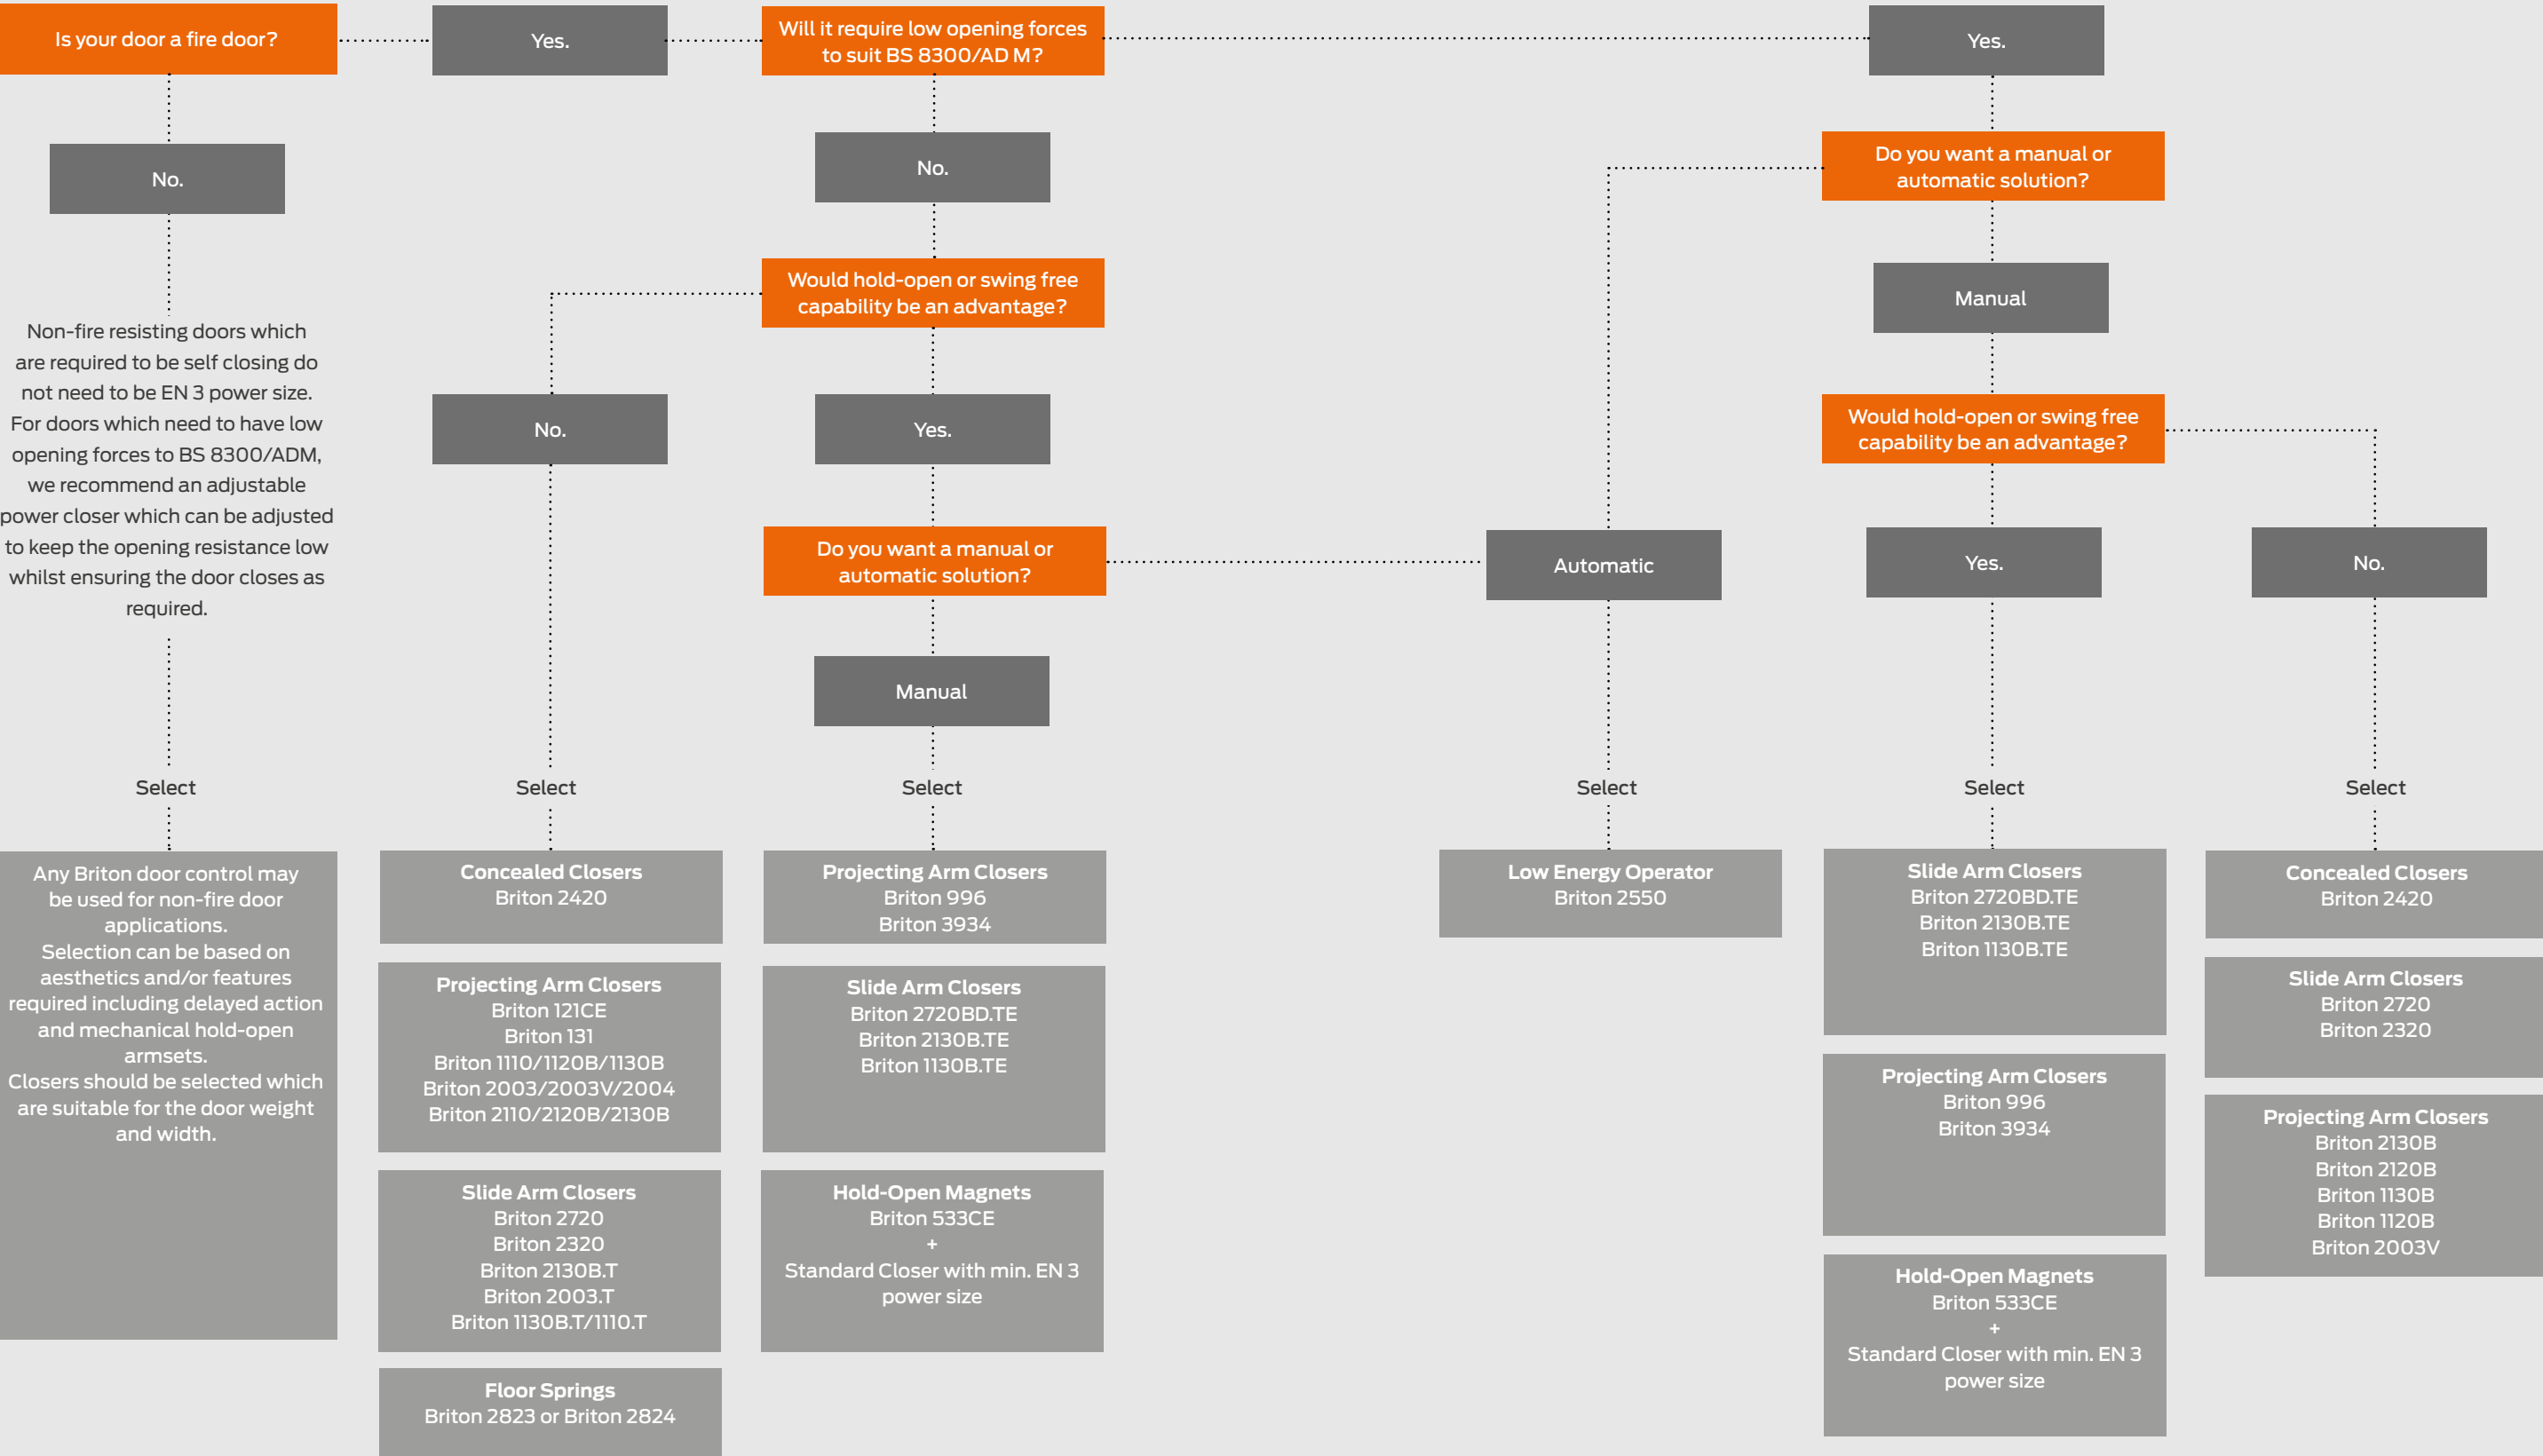 Is your door a fire door?
Yes.
Will it require low opening forces
to suit BS 8300/AD M?
Yes.
No.
No.
Do you want a manual or
automatic solution?
Would hold-open or swing free
capability be an advantage?
Manual
Non-fire resisting doors which
are required to be self closing do
not need to be EN 3 power size.
For doors which need to have low
opening forces to BS 8300/ADM,
we recommend an adjustable
power closer which can be adjusted
to keep the opening resistance low
whilst ensuring the door closes as
required.
No.
Yes.
Would hold-open or swing free
capability be an advantage?
Do you want a manual or
automatic solution?
Automatic
Yes.
No.
Manual
Select
Select
Select
Select
Select
Select
Any Briton door control may
be used for non-fire door
applications.
Selection can be based on
aesthetics and/or features
required including delayed action
and mechanical hold-open
armsets.
Closers should be selected which
are suitable for the door weight
and width.
Concealed Closers
Briton 2420
Projecting Arm Closers
Briton 121CE
Briton 131
Briton 1110/1120B/1130B
Briton 2003/2003V/2004
Briton 2110/2120B/2130B
Slide Arm Closers
Briton 2720
Briton 2320
Briton 2130B.T
Briton 2003.T
Briton 1130B.T/1110.T
Floor Springs
Briton 2823 or Briton 2824
Projecting Arm Closers
Briton 996
Briton 3934
Slide Arm Closers
Briton 2720BD.TE
Briton 2130B.TE
Briton 1130B.TE
Hold-Open Magnets
Briton 533CE
+
Standard Closer with min. EN 3
power size
Low Energy Operator
Briton 2550
Slide Arm Closers
Briton 2720BD.TE
Briton 2130B.TE
Briton 1130B.TE
Projecting Arm Closers
Briton 996
Briton 3934
Hold-Open Magnets
Briton 533CE
+
Standard Closer with min. EN 3
power size
Concealed Closers
Briton 2420
Slide Arm Closers
Briton 2720
Briton 2320
Projecting Arm Closers
Briton 2130B
Briton 2120B
Briton 1130B
Briton 1120B
Briton 2003V